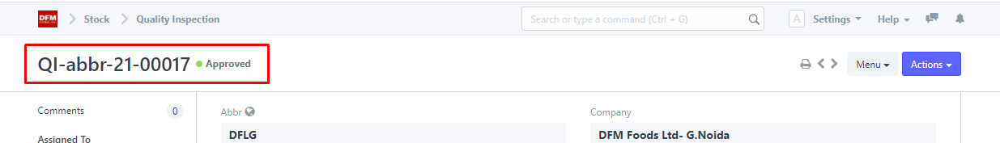 DFM
Stock
Quality Inspection
Search or type a command (Ctrl + G)
A
Settings
Help
QI-abbr-21-00017
Approved
Menu
Actions
Comments
0
Abbr
Company
DFLG
DFM Foods Ltd- G.Noida
Assigned To